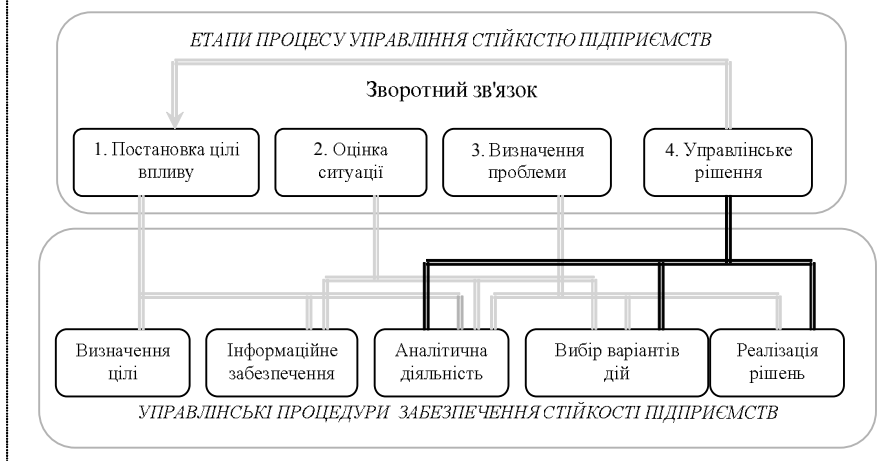 ЕТАПИ ПРОЦЕСУ УПРАВЛІННЯ СТІЙКІСТЮ ПІДПРИЄМСТВ
Зворотний зв'язок
1. Постановка цілі
впливу
2. Оцінка
ситуації
3. Визначення
проблеми
4. Управлінське
рішення
Визначення
цілі
Інформаційне
забезпечення
Аналітична
діяльність
Вибір варіантів
дій
Реалізація
рішень
УПРАВЛІНСЬКІ ПРОЦЕДУРИ ЗАБЕЗПЕЧЕННЯ СТІЙКОСТІ ПІДПРИЄМСТВ